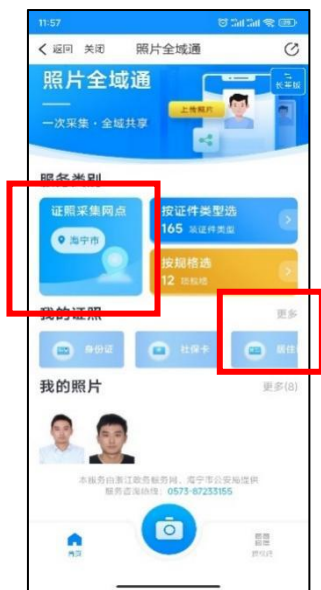 11:57
返回 关闭 照片全域通
照片全域通
长辈版
一次采集·全域共享
上传照片
服务类别
证照采集网点
海宁市
按证件类型选
165 项证件类型
按规格选
12
我的证照
更多
身份证
社保卡
居住
我的照片
更多(8)
本服务由浙江政务服务网、海宁市公安局提供
服务咨询热线：0573-87233155
首页